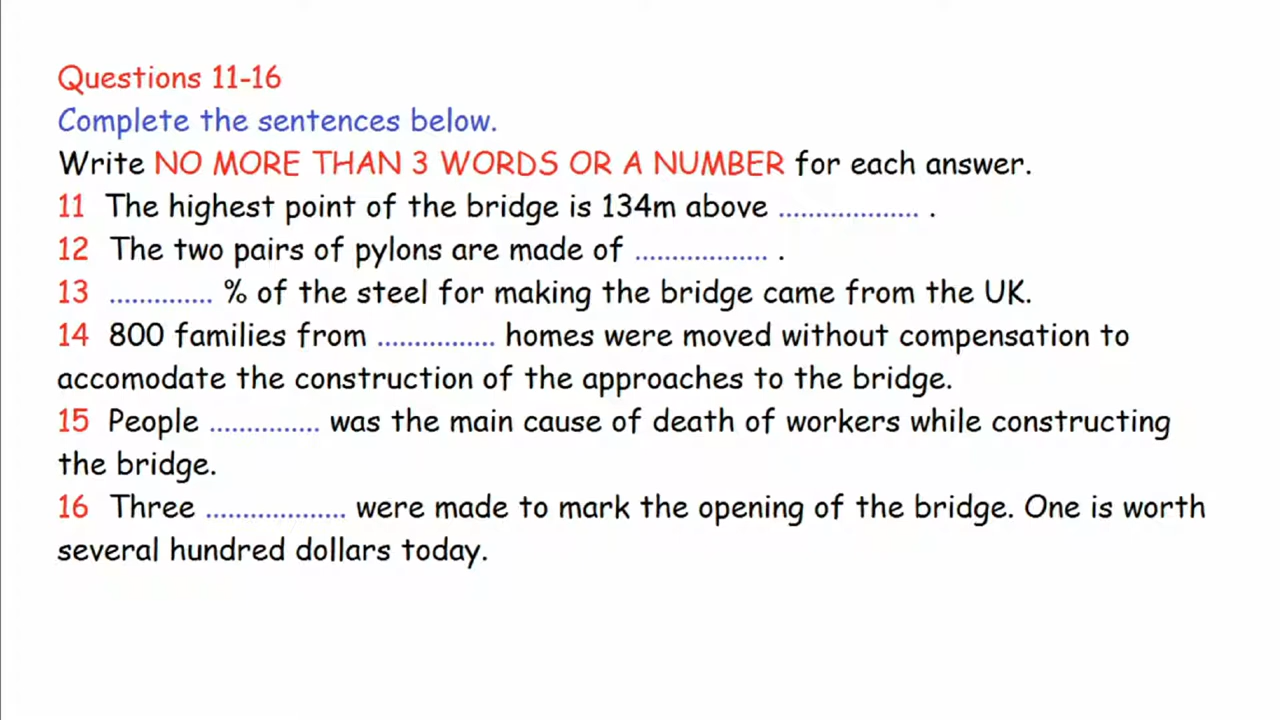 Questions 11-16
Complete the sentences below.
Write NO MORE THAN 3 WORDS OR A NUMBER for each answer.
11 The highest point of the bridge is 134m above ................... .
12 The two pairs of pylons are made of .................. .
13 .............. % of the steel for making the bridge came from the UK.
14 800 families from ................ homes were moved without compensation to
accomodate the construction of the approaches to the bridge.
15 People ............... was the main cause of death of workers while constructing
the bridge.
16 Three ................... were made to mark the opening of the bridge. One is worth
several hundred dollars today.